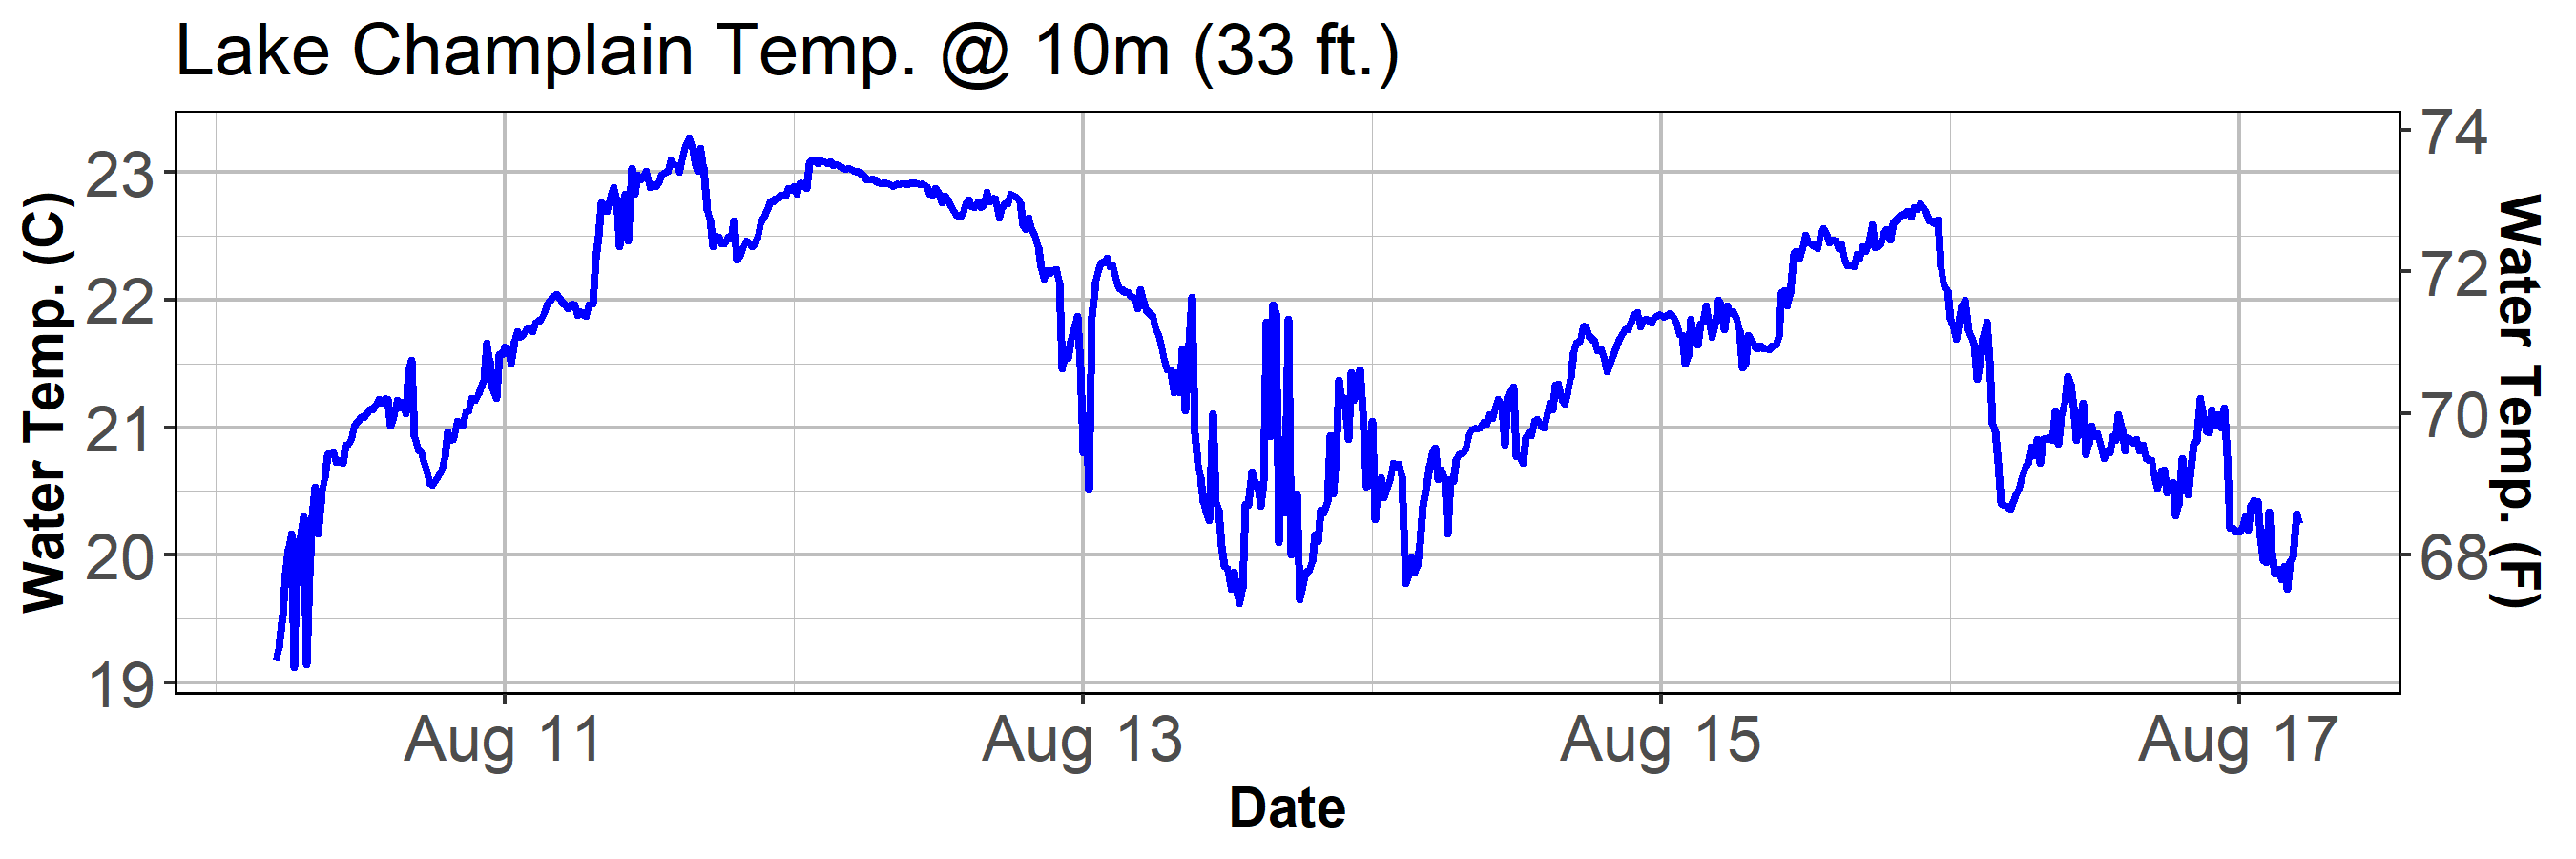 Lake Champlain Temp. @ 10m (33 ft.)
Water Temp. (C)
23
22
21
20
19
74
72
70
68
Water Temp. (F)
Aug 11
Aug 13
Aug 15
Aug 17
Date